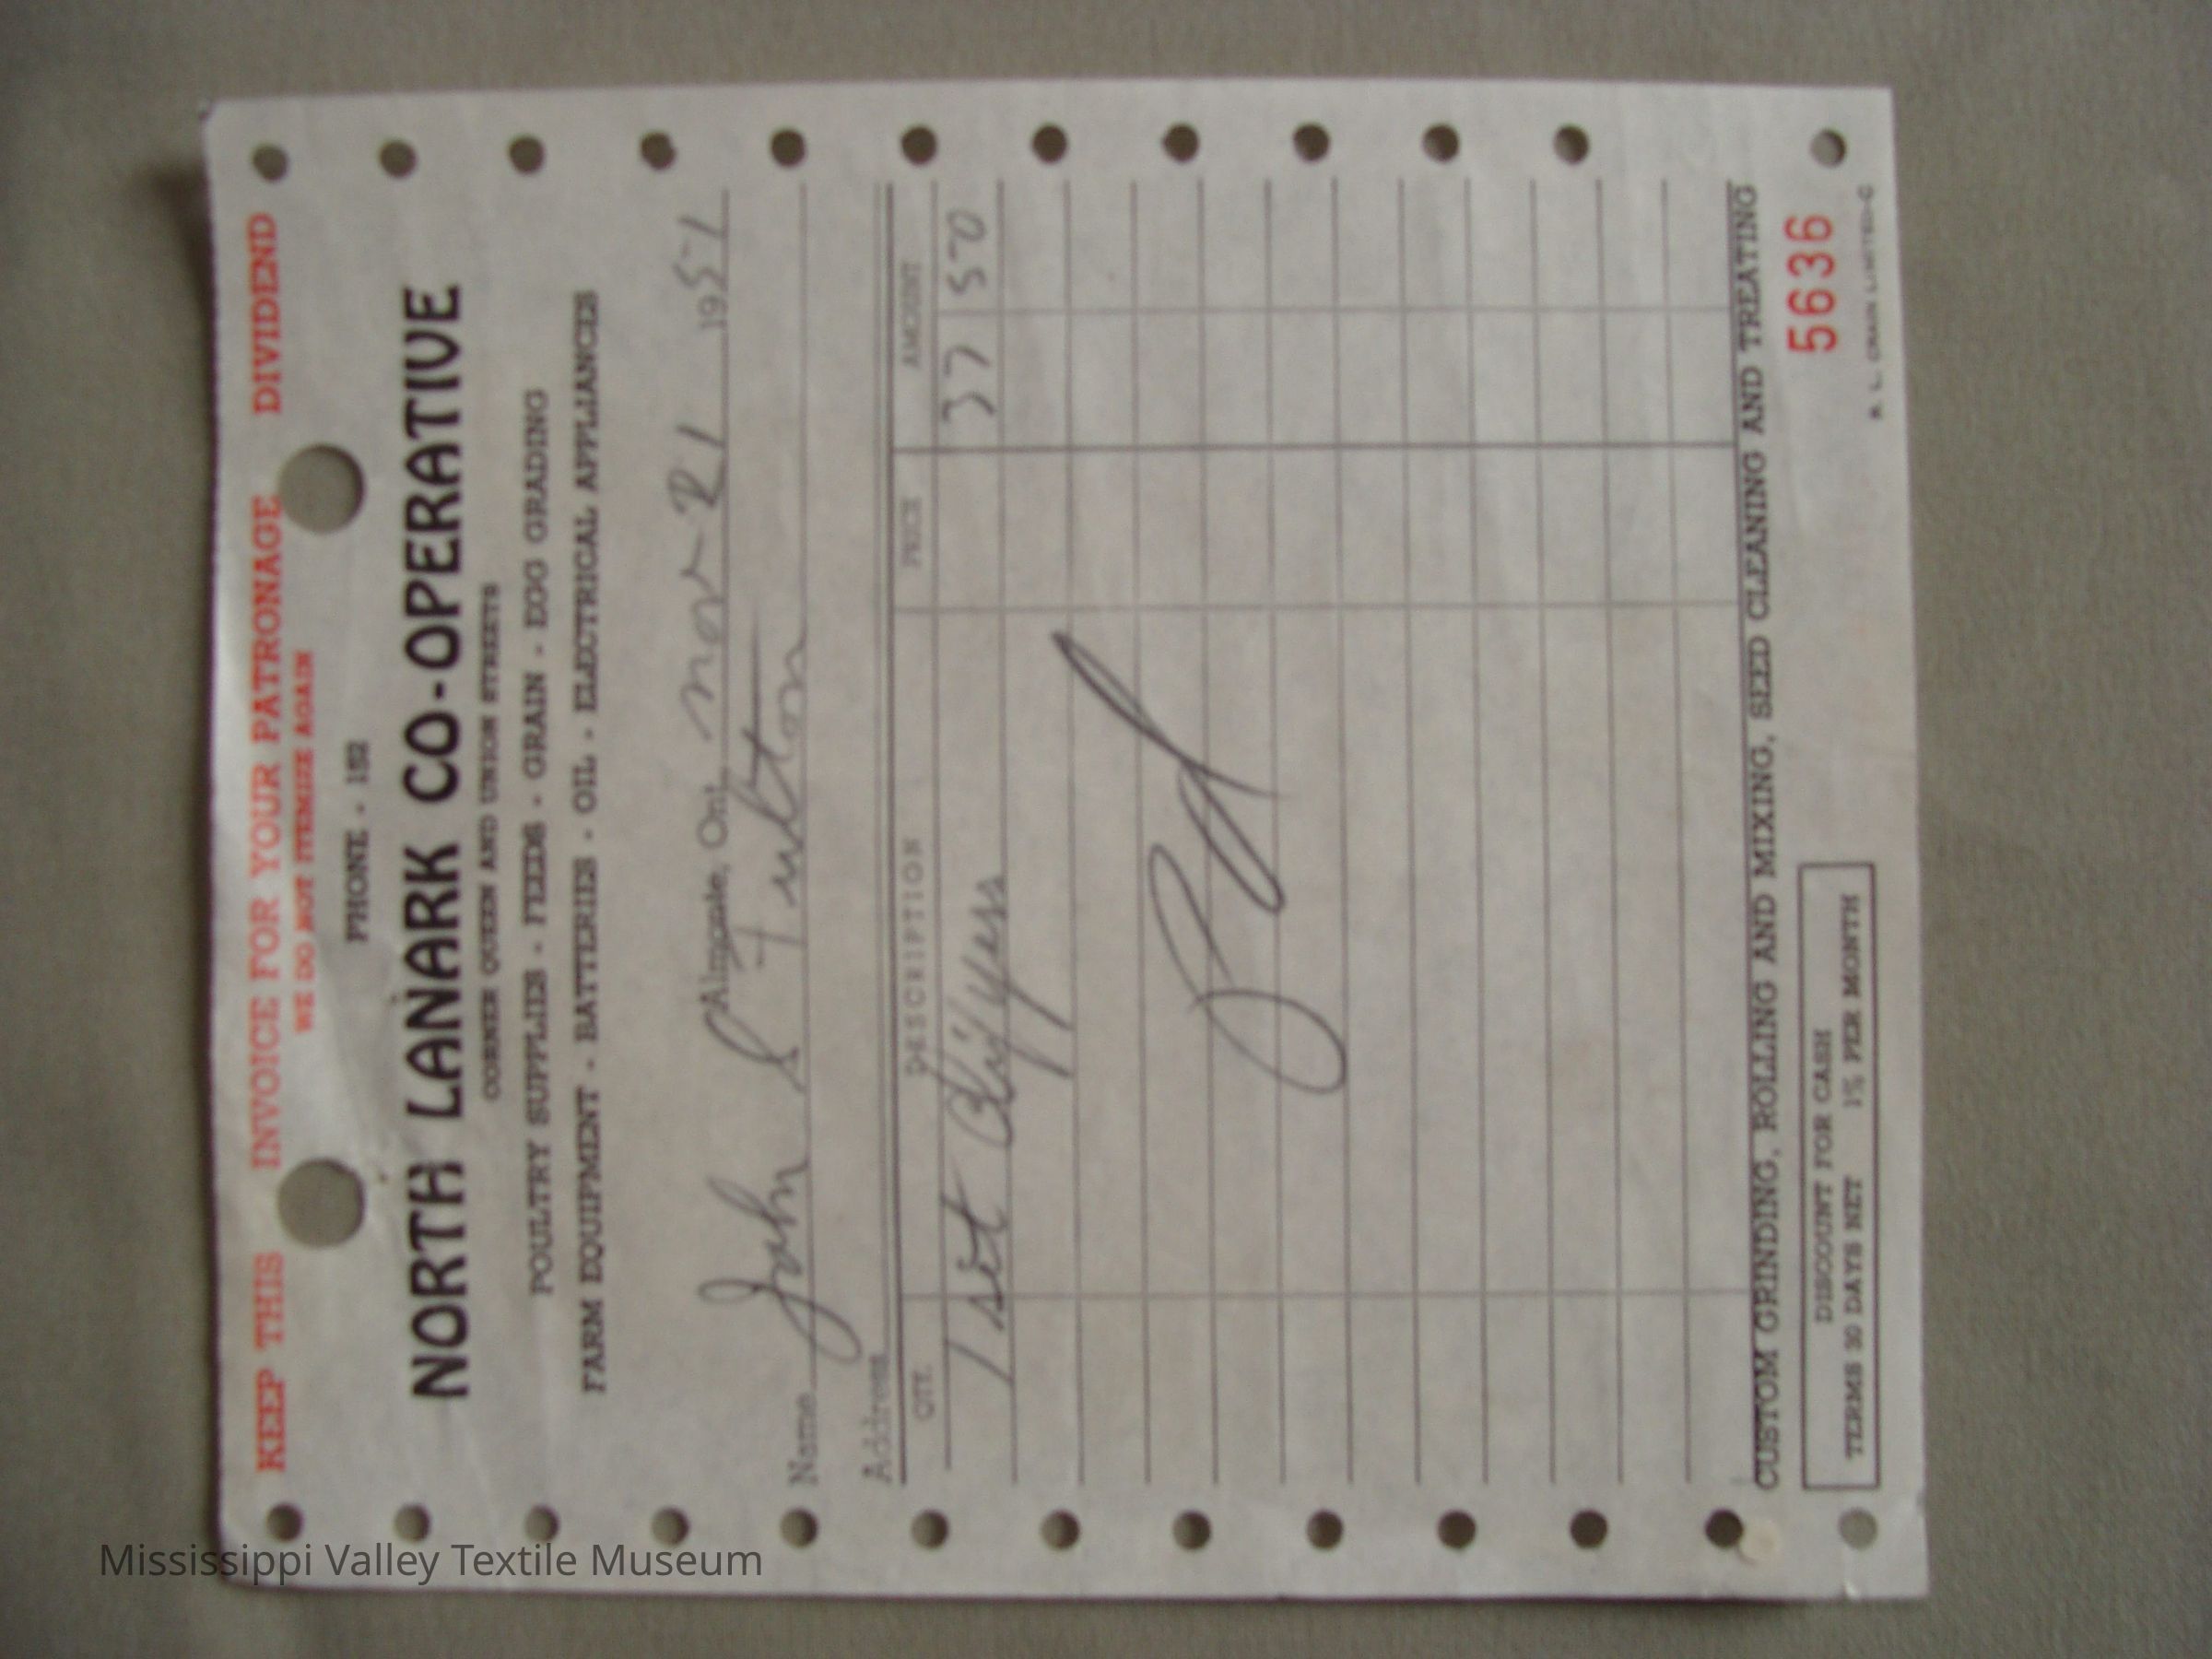 KEEP THIS INVOICE FOR YOUR PATRONAGE DIVIDEND
WE DO NOT ITEMIZE AGAIN
PHONE - 152
NORTH LANARK CO-OPERATIVE
CORNER QUEEN AND UNION STREETS
POULTRY SUPPLIES - FEEDS - GRAIN - EGG GRADING
FARM EQUIPMENT - BATTERIES - OIL - ELECTRICAL APPLIANCES
Almonte, Ont. Nov 21 1951
Name John S Fulton
Address
QTY. DESCRIPTION PRICE AMOUNT
1 set Clippers 37 50
CUSTOM GRINDING, ROLLING AND MIXING, SEED CLEANING AND TREATING
DISCOUNT FOR CASH
TERMS 30 DAYS NET 1% PER MONTH
5636
R. L. CRAIN LIMITED
Mississippi Valley Textile Museum